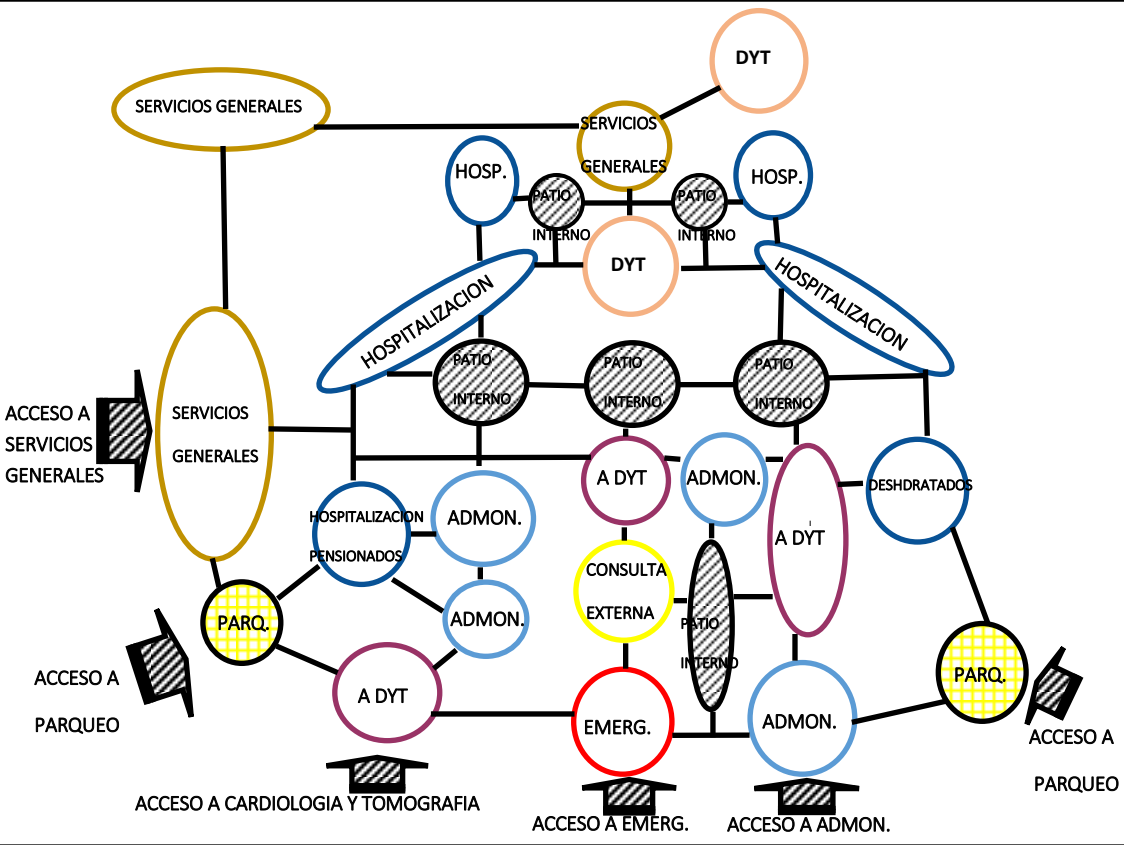 DYT
SERVICIOS GENERALES
SERVICIOS
GENERALES
HOSP.
HOSP.
PATIO
INTERNO
PATIO
INTERNO
DYT
HOSPITALIZACION
HOSPITALIZACION
PATIO
INTERNO
PATIO
INTERNO
PATIO
INTERNO
ACCESO A
SERVICIOS
GENERALES
SERVICIOS
GENERALES
A DYT
ADMON.
DESHDRATADOS
HOSPITALIZACION
PENSIONADOS
ADMON.
A DYT
CONSULTA
EXTERNA
PARQ.
ADMON.
PATIO
INTERNO
PARQ.
ACCESO A
PARQUEO
A DYT
EMERG.
ADMON.
ACCESO A
PARQUEO
ACCESO A CARDIOLOGIA Y TOMOGRAFIA
ACCESO A EMERG.
ACCESO A ADMON.